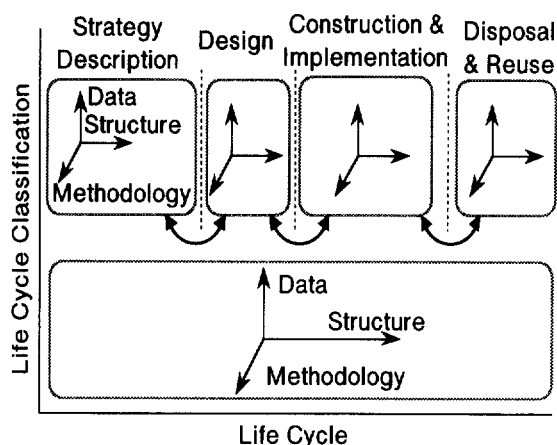 Strategy
Description
Design
Construction &
Implementation
Disposal
& Reuse
Data
Structure
Methodology
Life Cycle Classification
Data
Structure
Methodology
Life Cycle